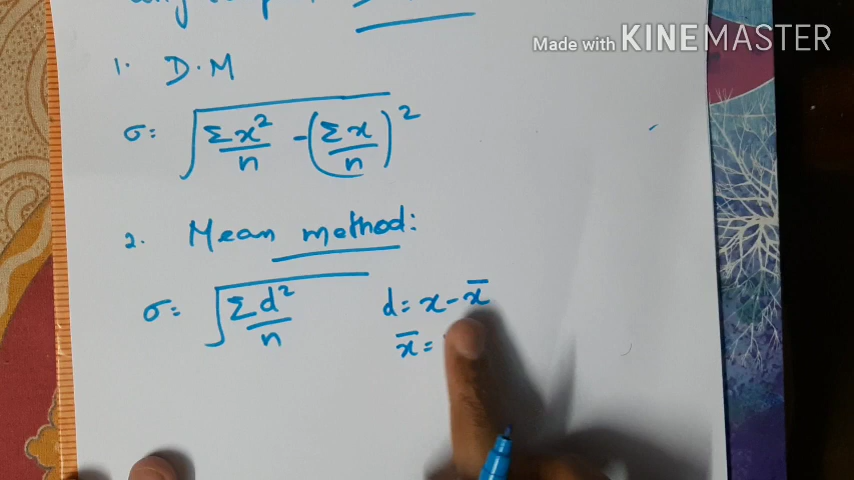 Made with KINEMASTER
1. D.M
σ = √(Σx²/n - (Σx/n)²)
2. Mean method:
σ = √(Σd²/n) d = x - x̄
x̄ =